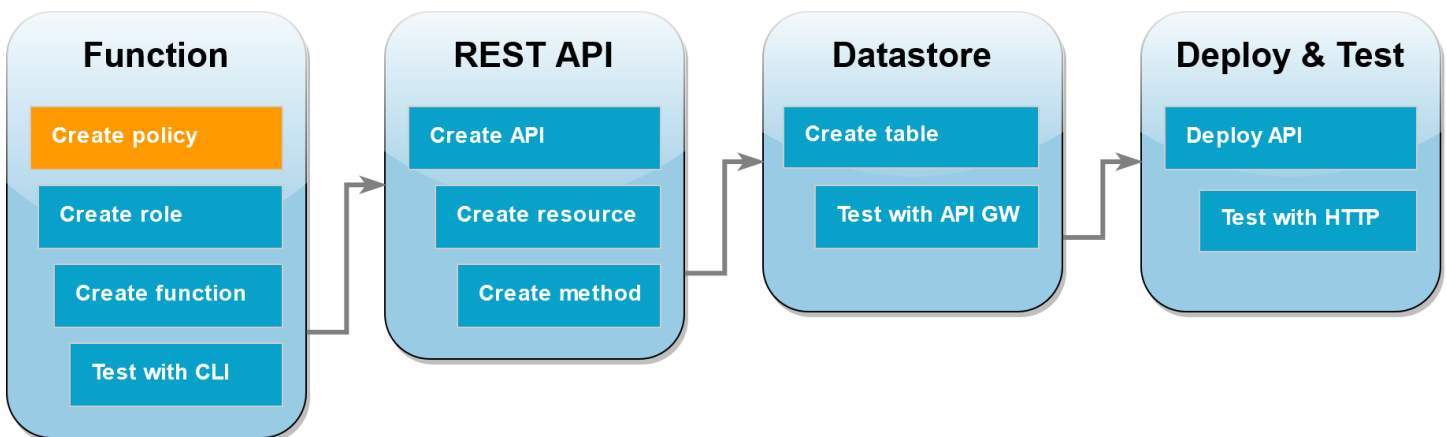 Function
Create policy
Create role
Create function
Test with CLI
REST API
Create API
Create resource
Create method
Datastore
Create table
Test with API GW
Deploy & Test
Deploy API
Test with HTTP